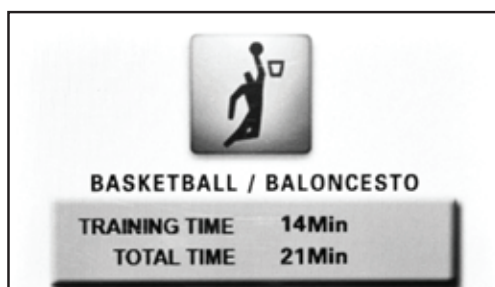 BASKETBALL / BALONCESTO
TRAINING TIME 14Min
TOTAL TIME 21Min